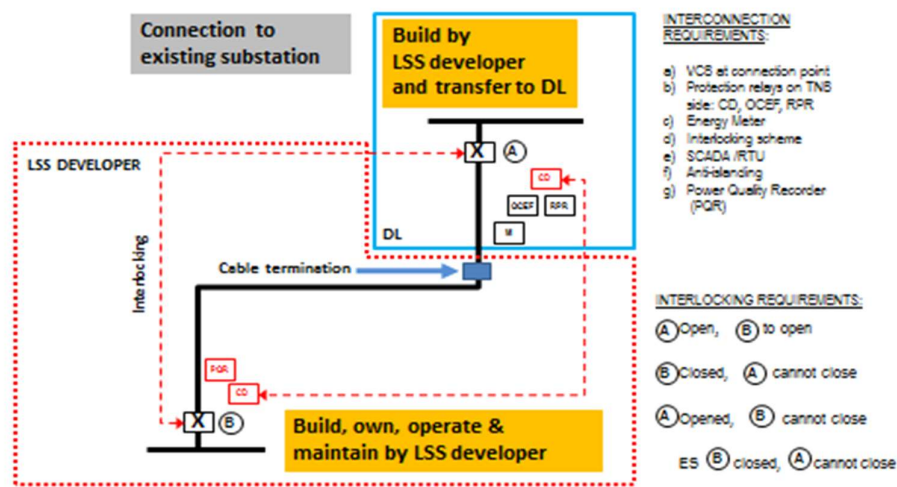 Connection to
existing substation
Build by
LSS developer
and transfer to DL
LSS DEVELOPER
X
A
CD
OCEF
RPR
M
DL
Interlocking
Cable termination
PQR
CD
X
B
Build, own, operate &
maintain by LSS developer
INTERCONNECTION
REQUIREMENTS:
a) VCS at connection point
b) Protection relays on TNB
side: CD, OCEF, RPR
c) Energy Meter
d) Interlocking scheme
e) SCADA /RTU
f) Anti-islanding
g) Power Quality Recorder
(PQR)
INTERLOCKING REQUIREMENTS:
A Open, B to open
B Closed, A cannot close
A Opened, B cannot close
ES B closed, A cannot close